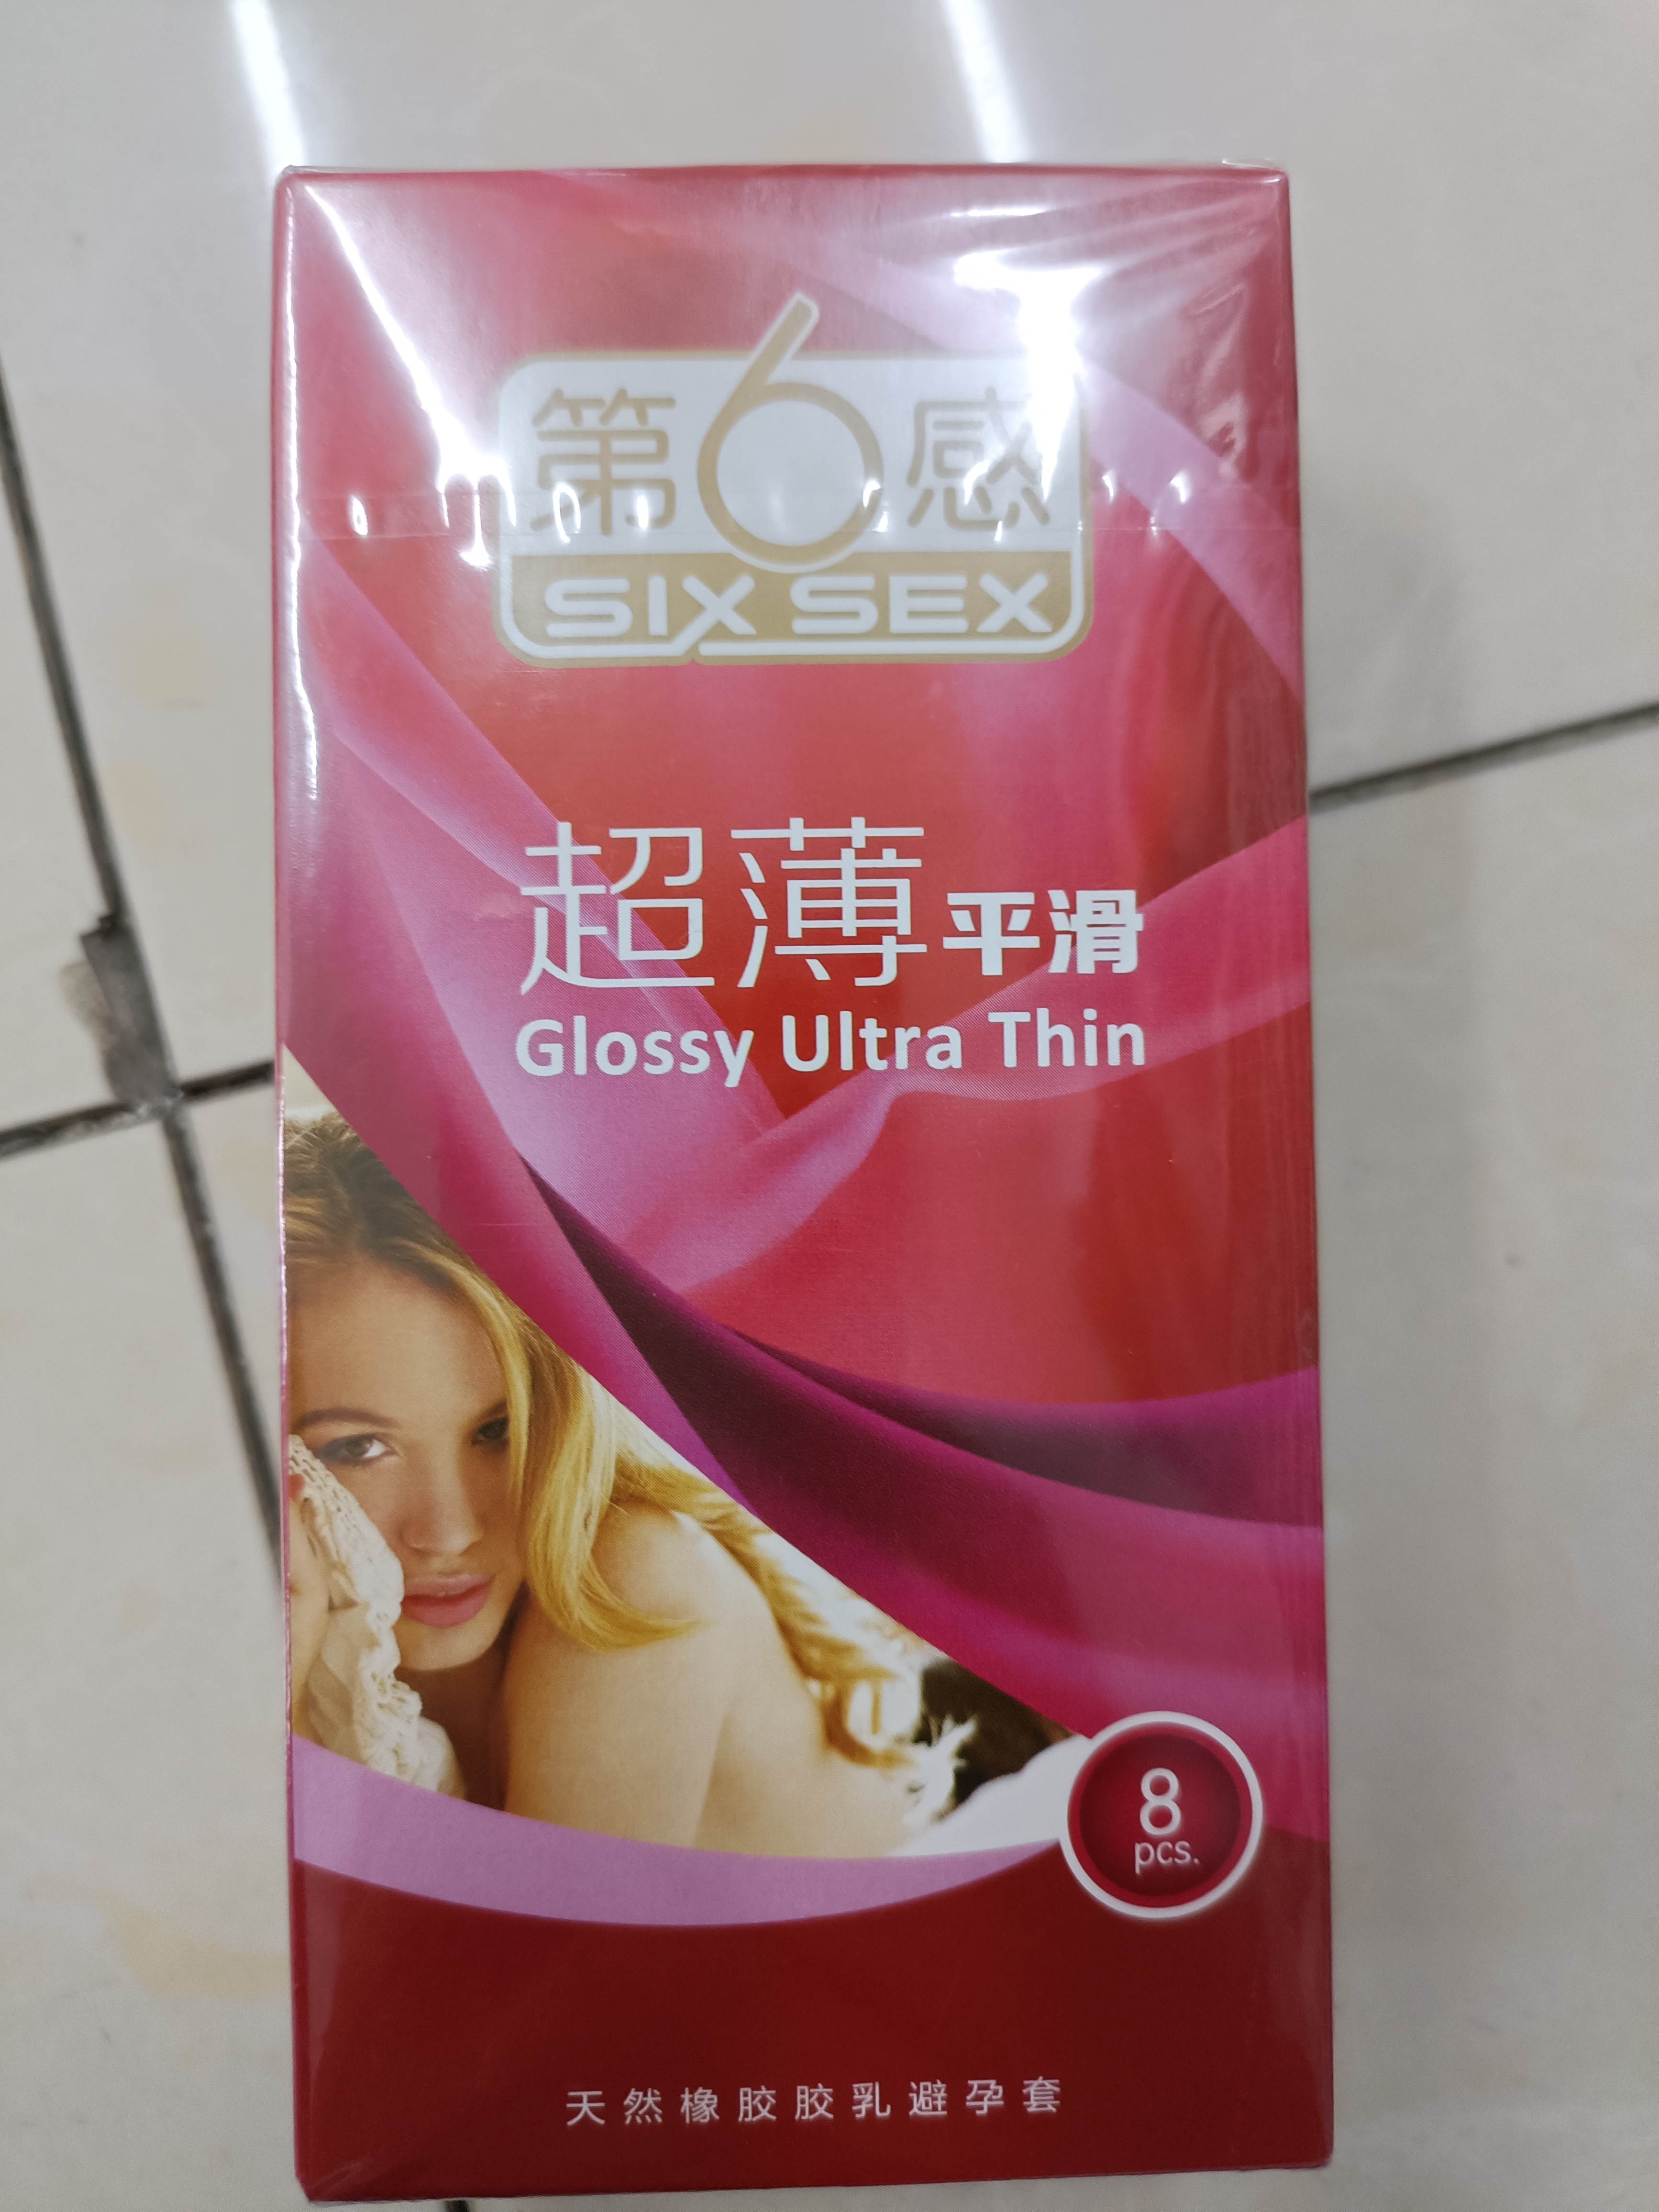 第6感
SIX SEX
超薄平滑
Glossy Ultra Thin
8
pcs.
天然橡胶胶乳避孕套